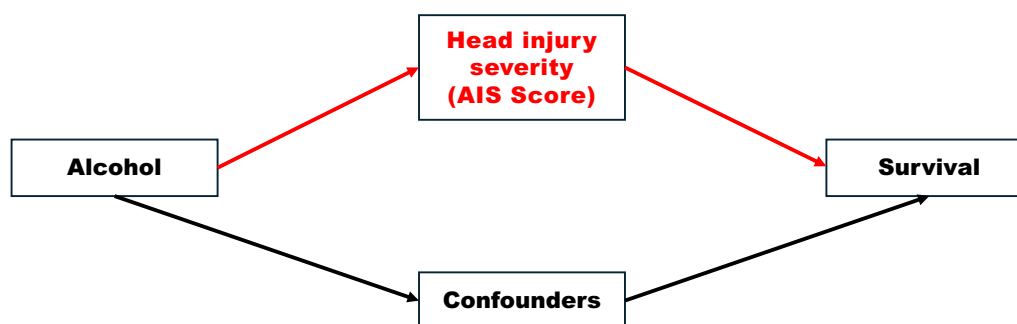 Head injury
severity
(AIS Score)
Alcohol
Survival
Confounders